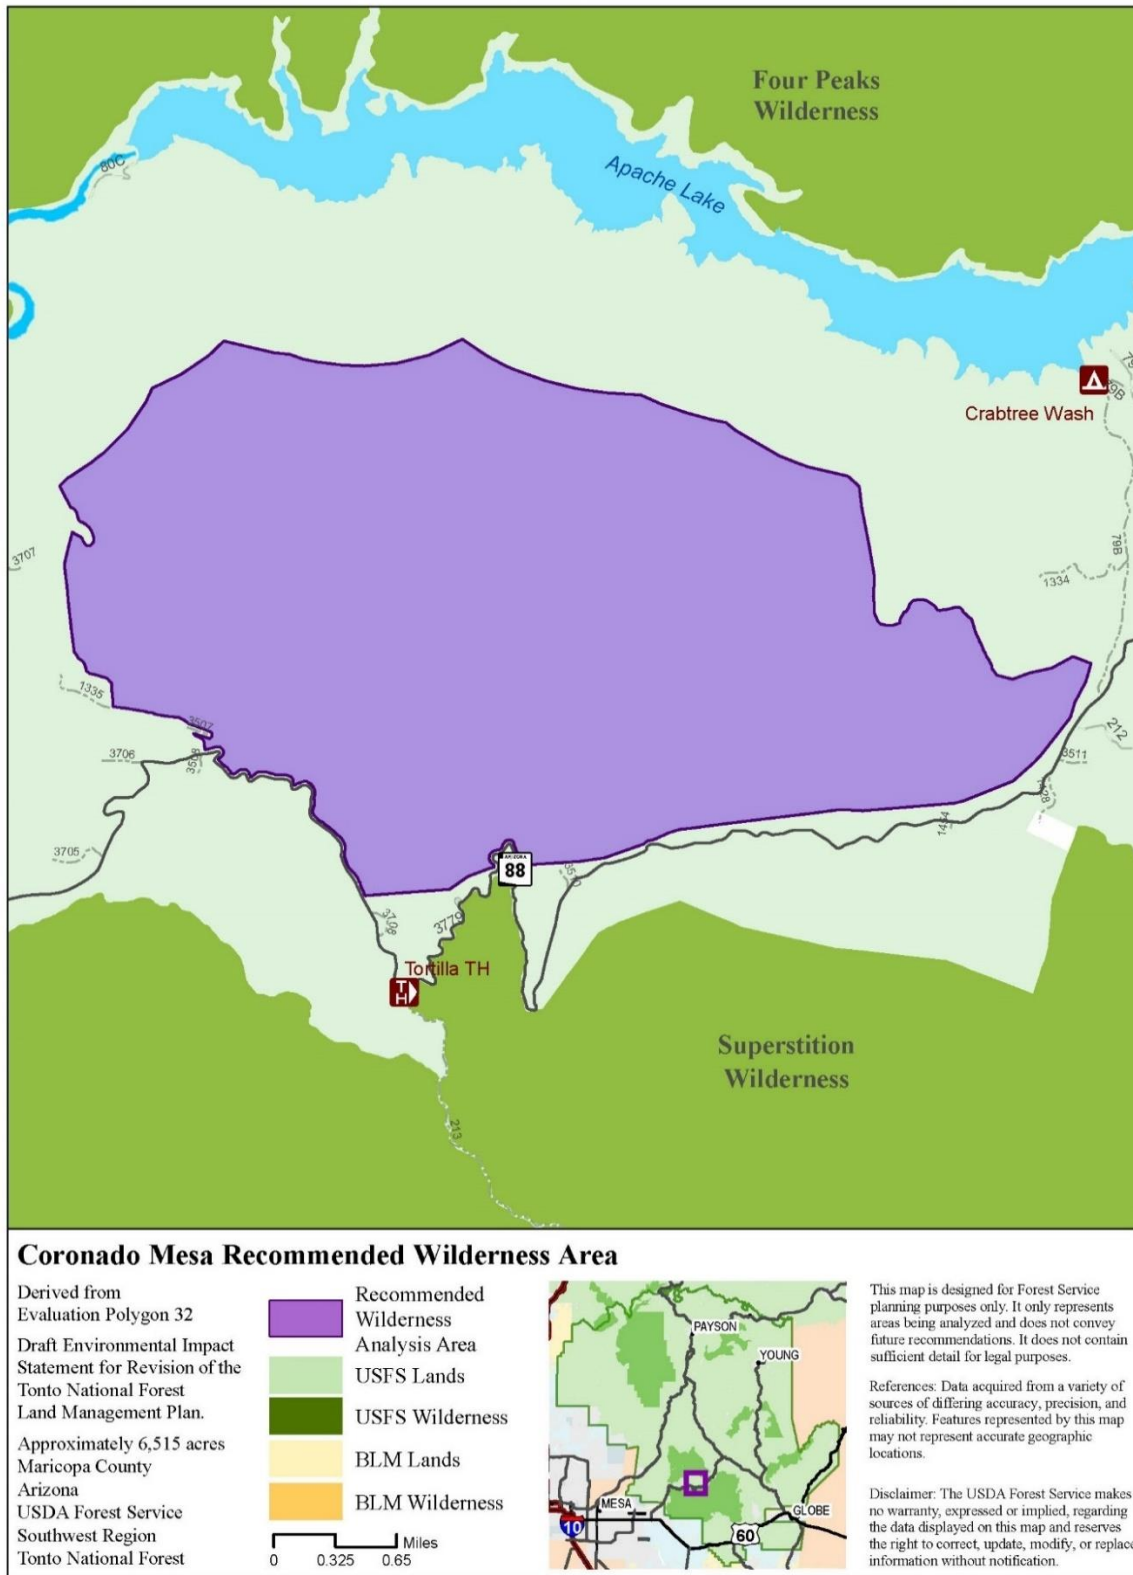 Four Peaks
Wilderness
Apache Lake
80C
79
79B
Crabtree Wash
79B
3707
1334
1335
3507
3706
3508
212
3511
1428
1454
3705
ARIZONA
88
3510
3708
3779
Tortilla TH
TH
Superstition
Wilderness
213
Coronado Mesa Recommended Wilderness Area
Derived from
Evaluation Polygon 32
Draft Environmental Impact
Statement for Revision of the
Tonto National Forest
Land Management Plan.
Approximately 6,515 acres
Maricopa County
Arizona
USDA Forest Service
Southwest Region
Tonto National Forest
Recommended
Wilderness
Analysis Area
USFS Lands
USFS Wilderness
BLM Lands
BLM Wilderness
Miles
0 0.325 0.65
PAYSON
YOUNG
MESA
GLOBE
10
60
This map is designed for Forest Service
planning purposes only. It only represents
areas being analyzed and does not convey
future recommendations. It does not contain
sufficient detail for legal purposes.
References: Data acquired from a variety of
sources of differing accuracy, precision, and
reliability. Features represented by this map
may not represent accurate geographic
locations.
Disclaimer: The USDA Forest Service makes
no warranty, expressed or implied, regarding
the data displayed on this map and reserves
the right to correct, update, modify, or replace
information without notification.